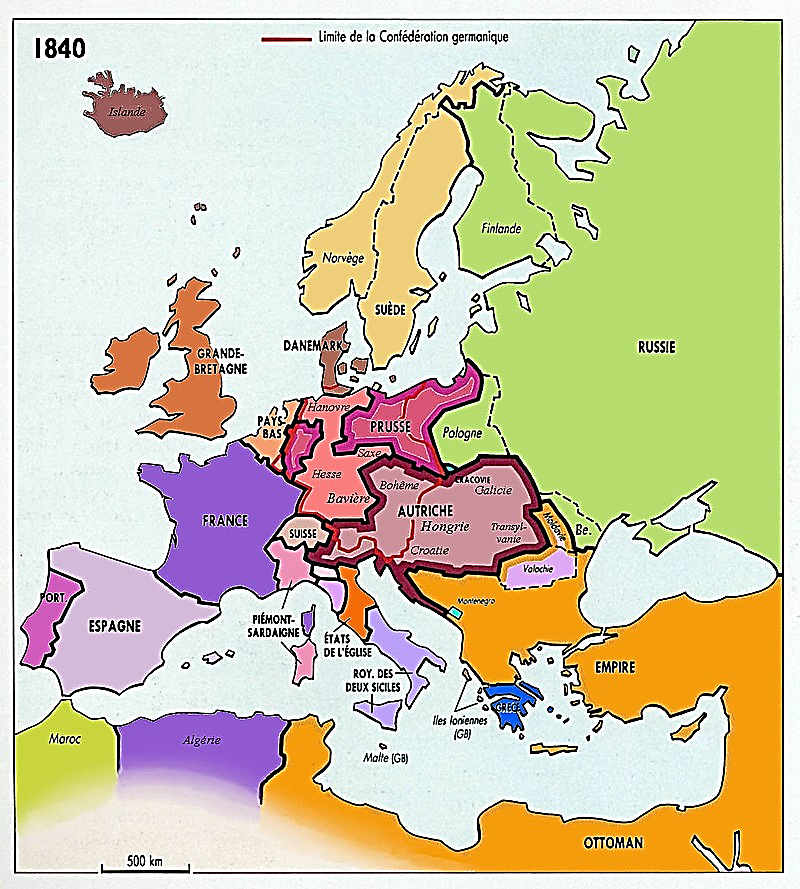 1840
Limite de la Confédération germanique
Islande
Norvège
Finlande
SUÈDE
DANEMARK
GRANDE-
BRETAGNE
RUSSIE
Hanovre
PAYS-
BAS
PRUSSE
Pologne
Saxe
Hesse
Bavière
CRACOVIE
Bohème
Galicie
AUTRICHE
Hongrie
Transyl-
vanie
Croatie
Moldavie
Be.
Valachie
FRANCE
SUISSE
Montenegro
PORT.
ESPAGNE
PIÉMONT-
SARDAIGNE
ÉTATS
DE L'ÉGLISE
ROY. DES
DEUX SICILES
EMPIRE
GRÈCE
Iles Ioniennes
(GB)
Maroc
Algérie
Malte (GB)
OTTOMAN
500 km